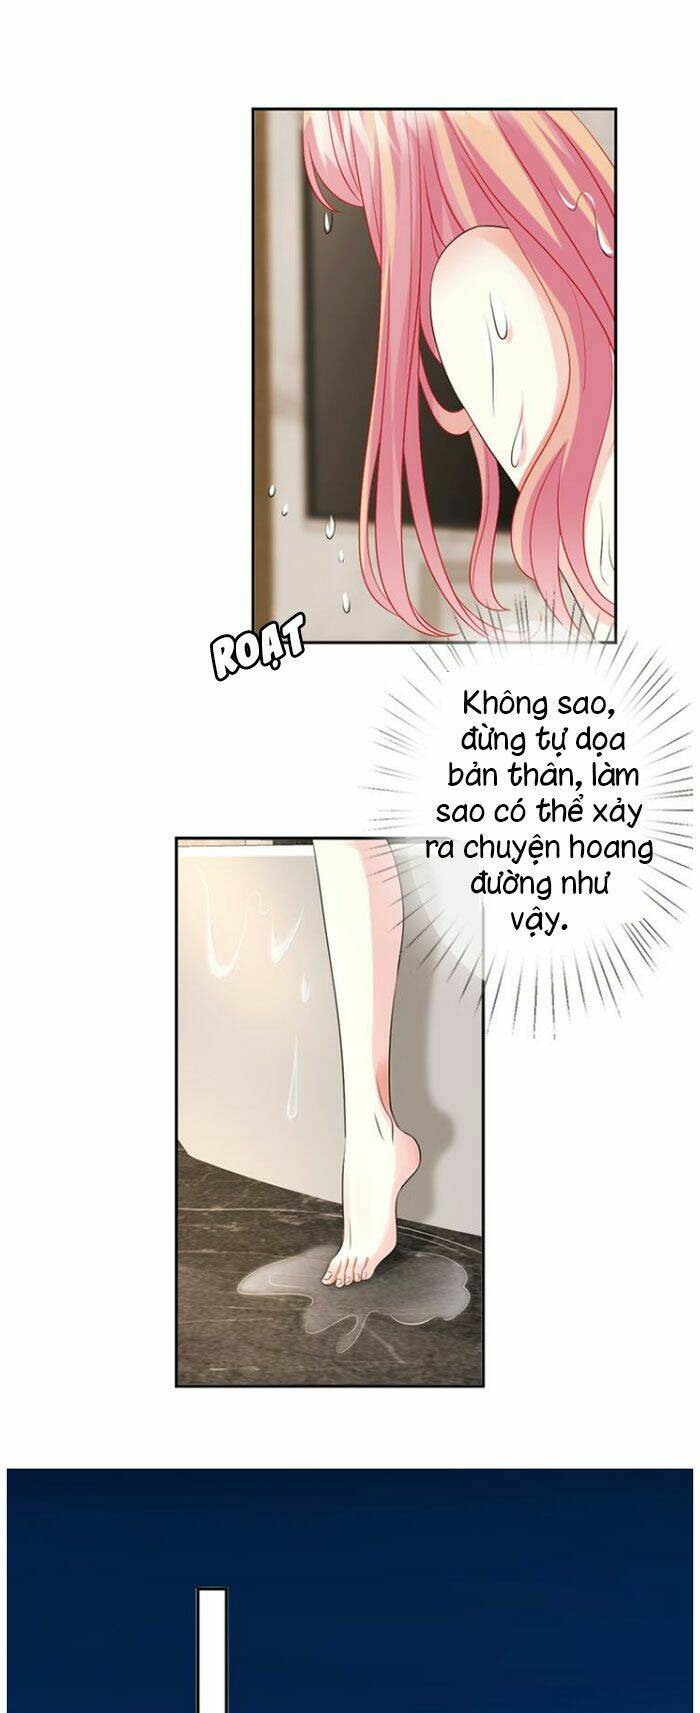 ROẠT
Không sao,
đừng tự dọa
bản thân, làm
sao có thể xảy
ra chuyện hoang
đường như
vậy.